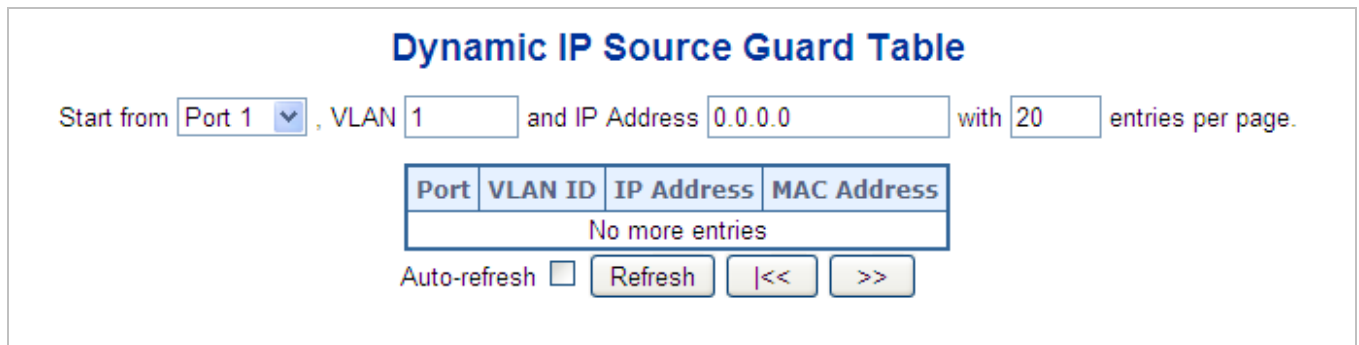 Dynamic IP Source Guard Table
Start from Port 1 , VLAN 1 and IP Address 0.0.0.0 with 20 entries per page.
Port VLAN ID IP Address MAC Address
No more entries
Auto-refresh Refresh |<< >>